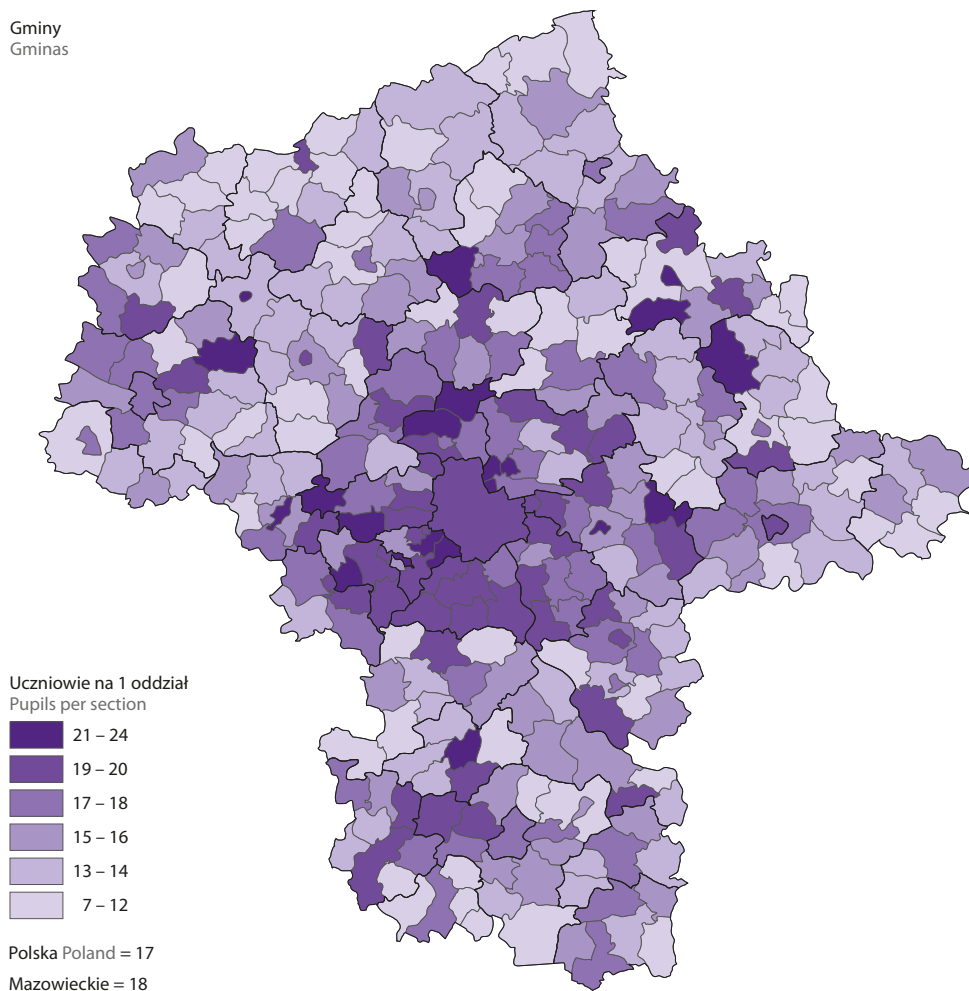 Gminy
Gminas
Uczniowie na 1 oddział
Pupils per section
21 – 24
19 – 20
17 – 18
15 – 16
13 – 14
7 – 12
Polska Poland = 17
Mazowieckie = 18